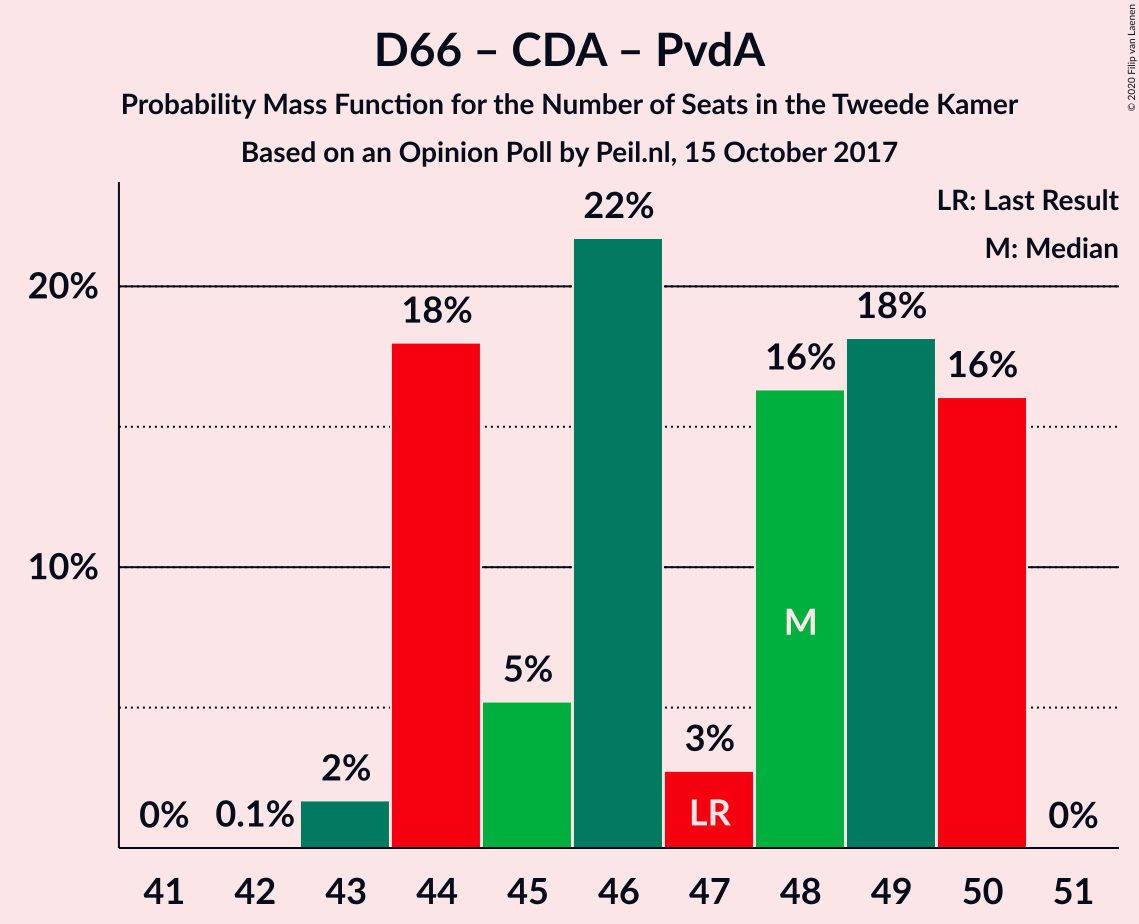 D66 – CDA – PvdA
Probability Mass Function for the Number of Seats in the Tweede Kamer
Based on an Opinion Poll by Peil.nl, 15 October 2017
© 2020 Filip van Laenen
LR: Last Result
M: Median
20%
10%
0%
0.1%
2%
18%
5%
22%
3%
16%
18%
16%
0%
LR
M
41 42 43 44 45 46 47 48 49 50 51